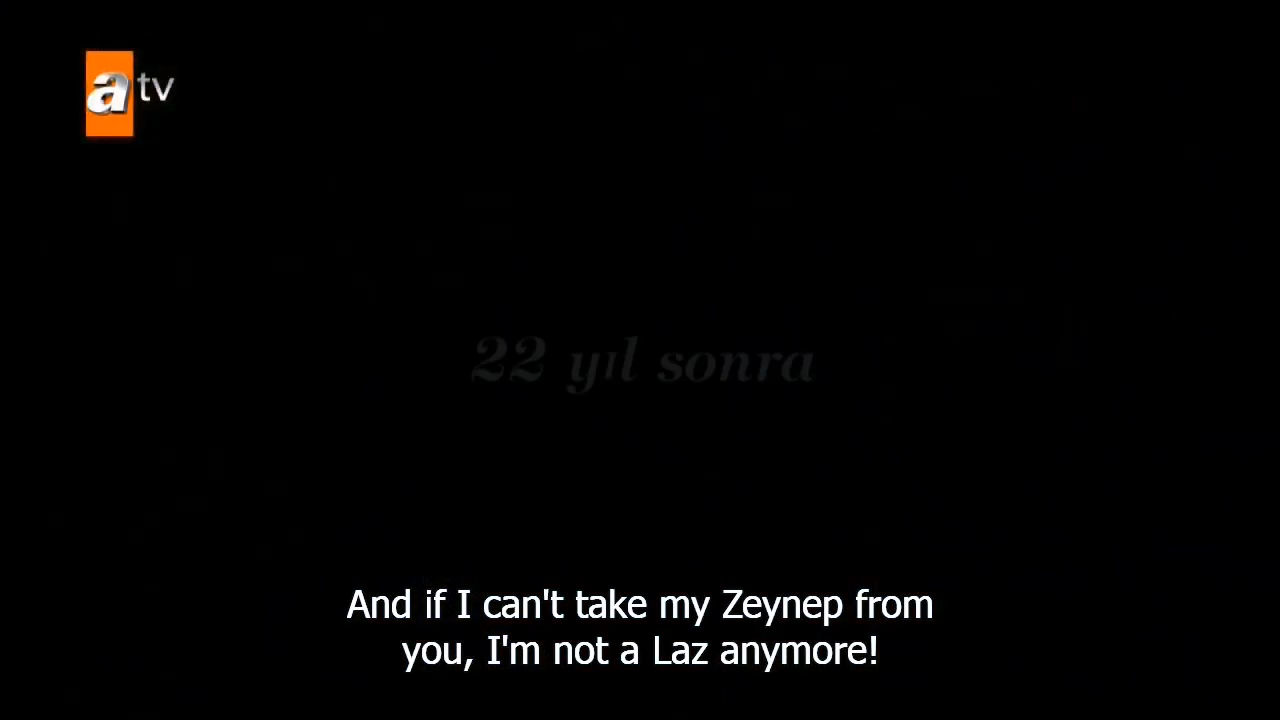 atv
22 yıl sonra
And if I can't take my Zeynep from
you, I'm not a Laz anymore!